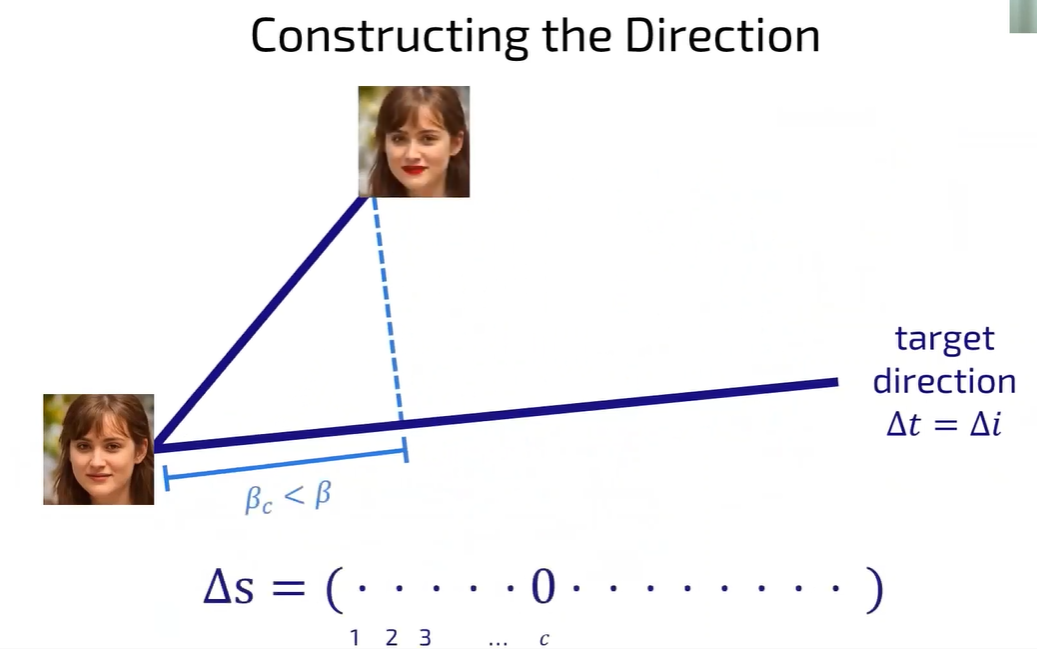 Constructing the Direction
target
direction
Δt = Δi
β_c < β
Δs = ( · · · · · 0 · · · · · · · · )
1 2 3 ... c